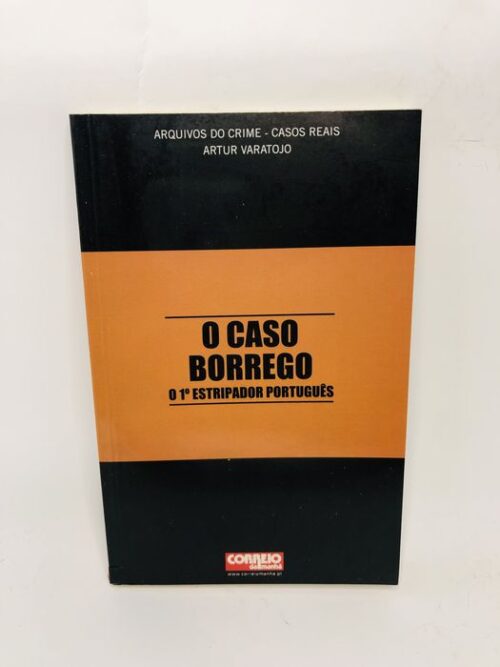 ARQUIVOS DO CRIME - CASOS REAIS
ARTUR VARATOJO
O CASO
BORREGO
O 1º ESTRIPADOR PORTUGUÊS
CORREIO
da manhã
www.correiomanha.pt